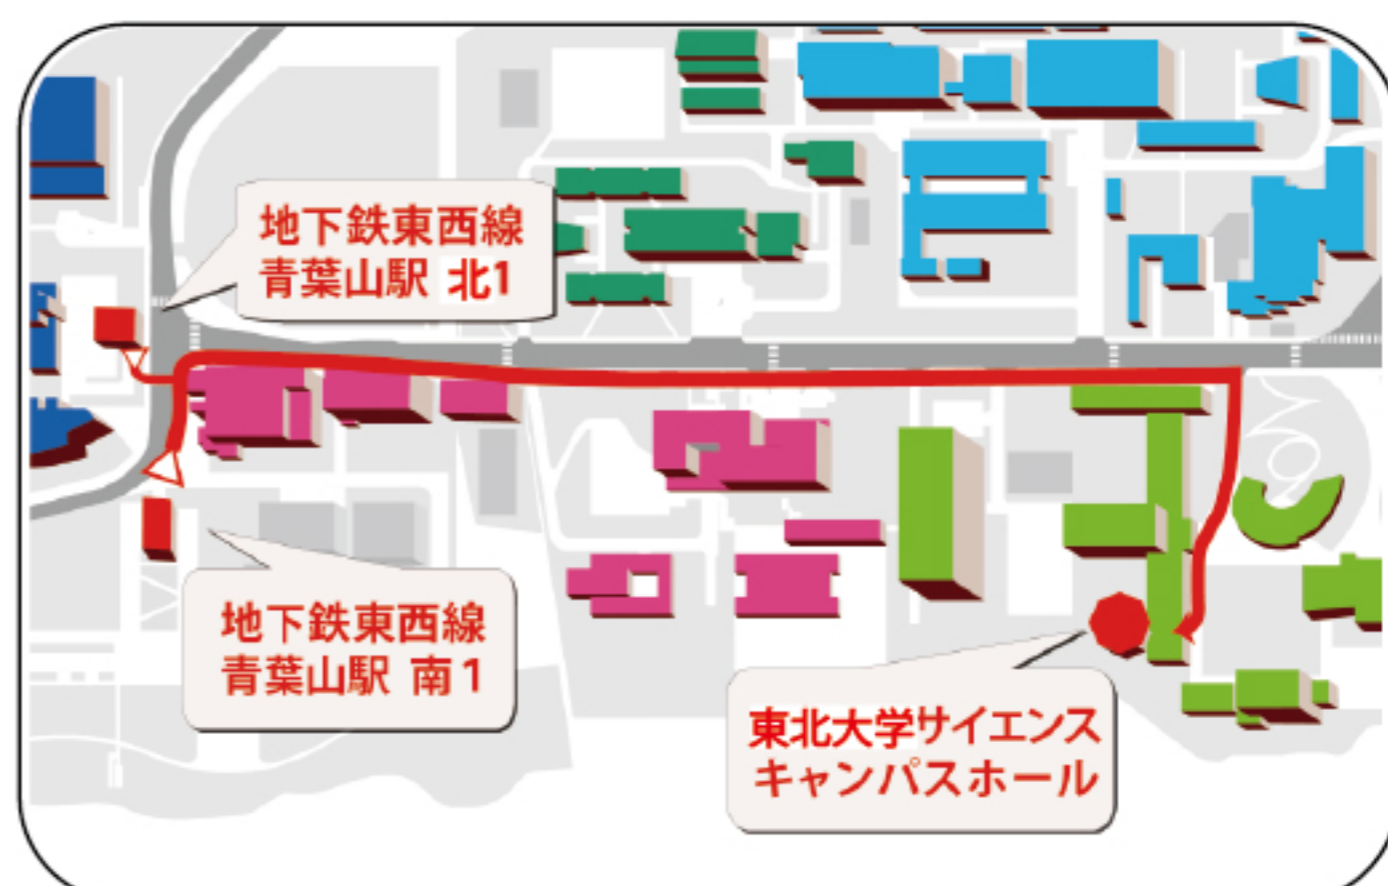 地下鉄東西線
青葉山駅 北1
地下鉄東西線
青葉山駅 南1
東北大学サイエンス
キャンパスホール